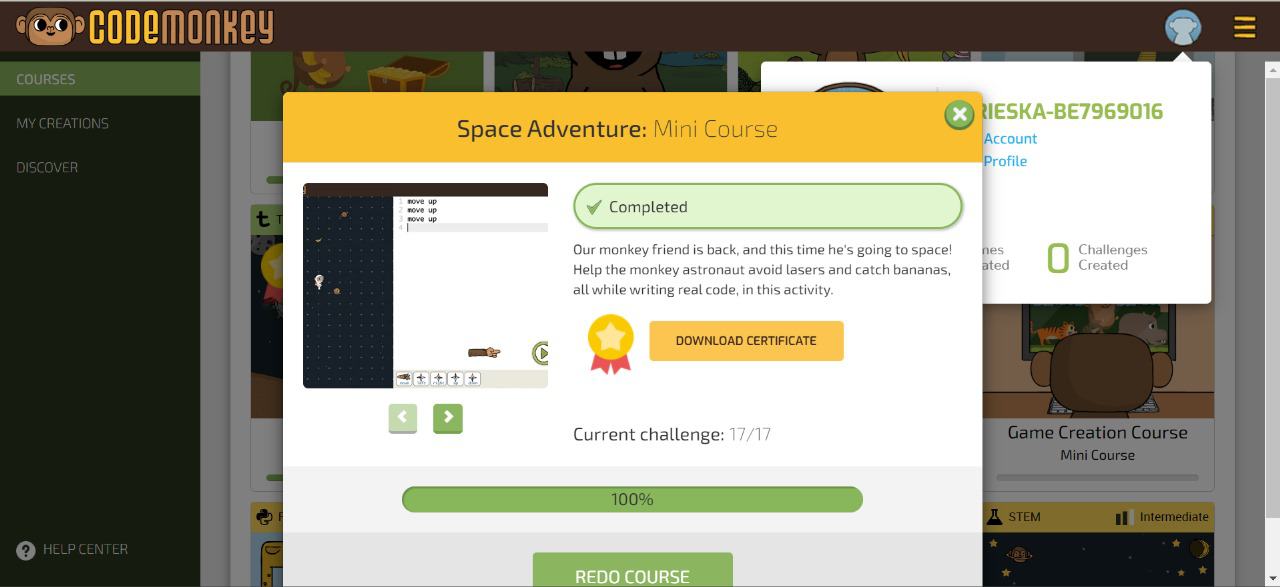 CODEMONKEY
COURSES
MY CREATIONS
DISCOVER
HELP CENTER
RIESKA-BE7969016
Account
Profile
0
Challenges
Created
Space Adventure: Mini Course
1 move up
2 move up
3 move up
4
Completed
Our monkey friend is back, and this time he's going to space!
Help the monkey astronaut avoid lasers and catch bananas,
all while writing real code, in this activity.
DOWNLOAD CERTIFICATE
Current challenge: 17/17
100%
REDO COURSE
Game Creation Course
Mini Course
STEM
Intermediate